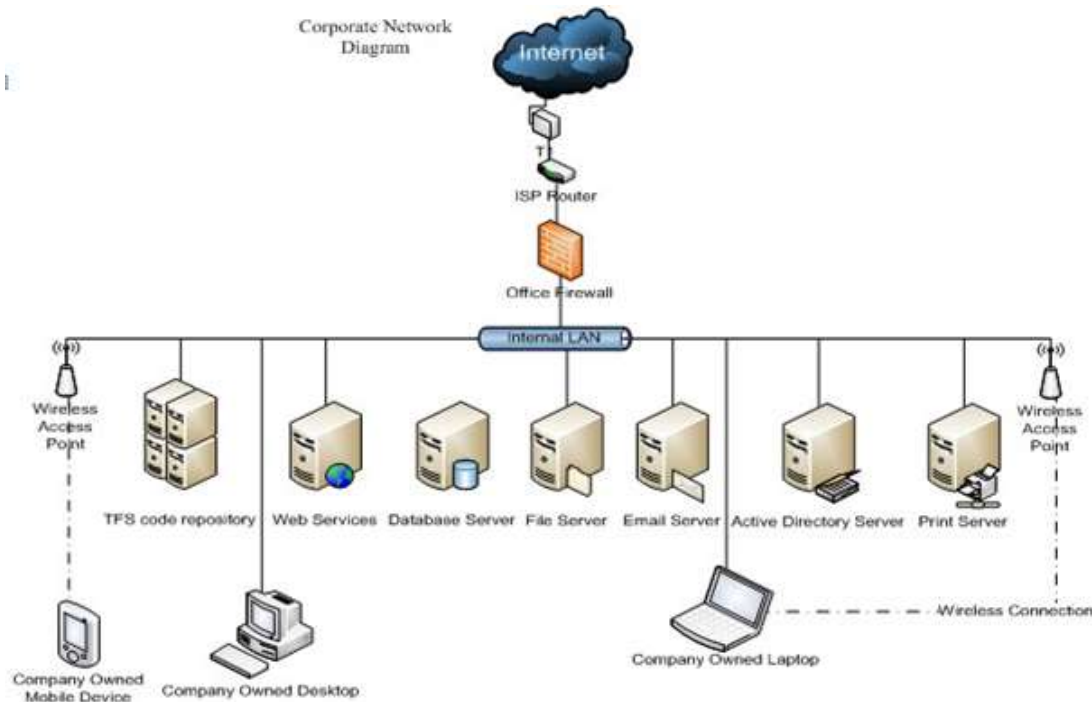 Corporate Network
Diagram
Internet
T1
ISP Router
Office Firewall
Internal LAN
Wireless
Access
Point
Wireless
Access
Point
TFS code repository
Web Services
Database Server
File Server
Email Server
Active Directory Server
Print Server
Wireless Connection
Company Owned
Mobile Device
Company Owned Desktop
Company Owned Laptop